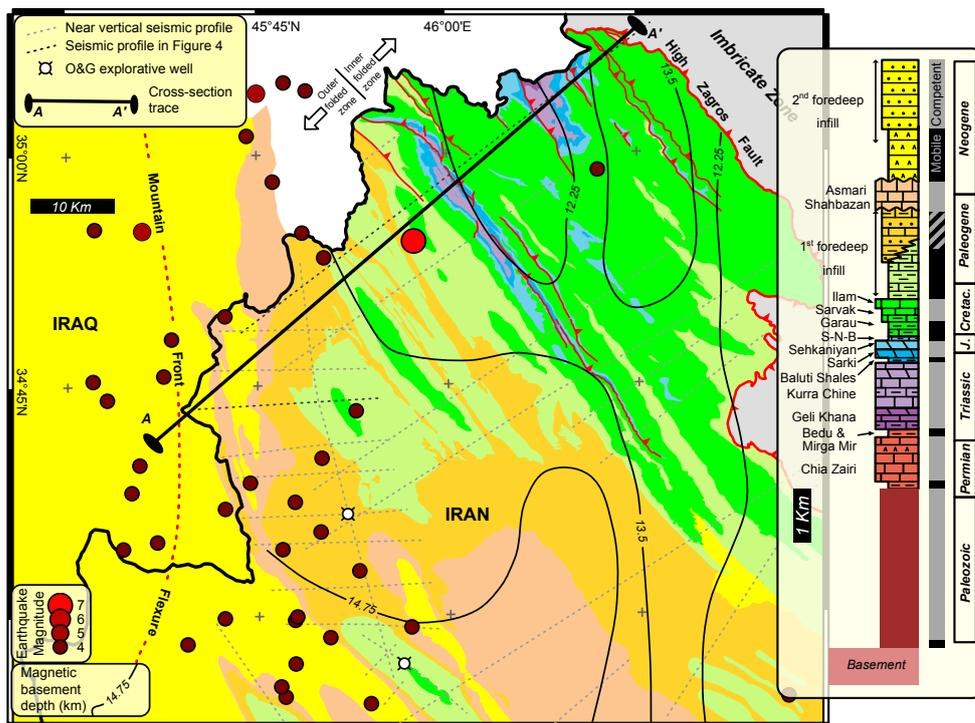 Near vertical seismic profile
Seismic profile in Figure 4
O&G explorative well
Cross-section
trace
A
A'
45°45'N
46°00'E
Outer
folded
zone
Inner
folded
zone
A'
High
Zagros
Fault
Imbricate Zone
13.5
12.25
12.25
35°00'N
10 Km
Mountain
Front
Flexure
IRAQ
34°45'N
A
IRAN
13.5
14.75
Earthquake
Magnitude
7
6
5
4
Magnetic
basement
depth (km)
14.75
1 Km
2nd foredeep
infill
Asmari
Shahbazan
1st foredeep
infill
Ilam
Sarvak
Garau
S-N-B
Sehkaniyan
Sarki
Baluti Shales
Kurra Chine
Geli Khana
Bedu &
Mirga Mir
Chia Zairi
Basement
Mobile
Competent
Neogene
Paleogene
Cretac.
J.
Triassic
Permian
Paleozoic